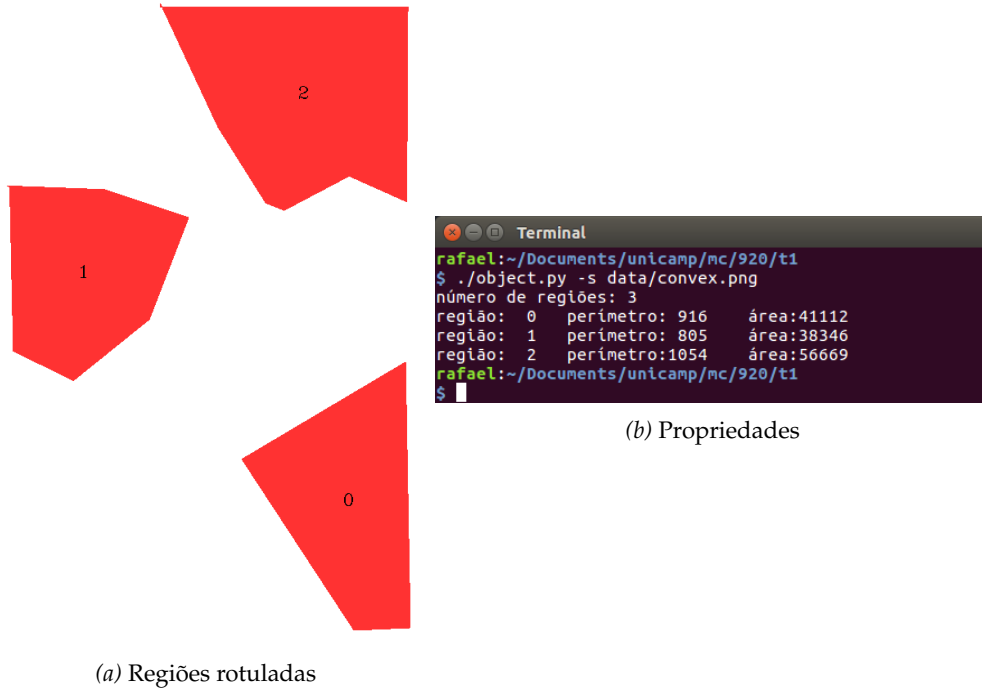 2
1
0
(a) Regiões rotuladas
Terminal
rafael:~/Documents/unicamp/mc/920/t1
$ ./object.py -s data/convex.png
número de regiões: 3
região:  0   perímetro: 916    área:41112
região:  1   perímetro: 805    área:38346
região:  2   perímetro:1054    área:56669
rafael:~/Documents/unicamp/mc/920/t1
$
(b) Propriedades